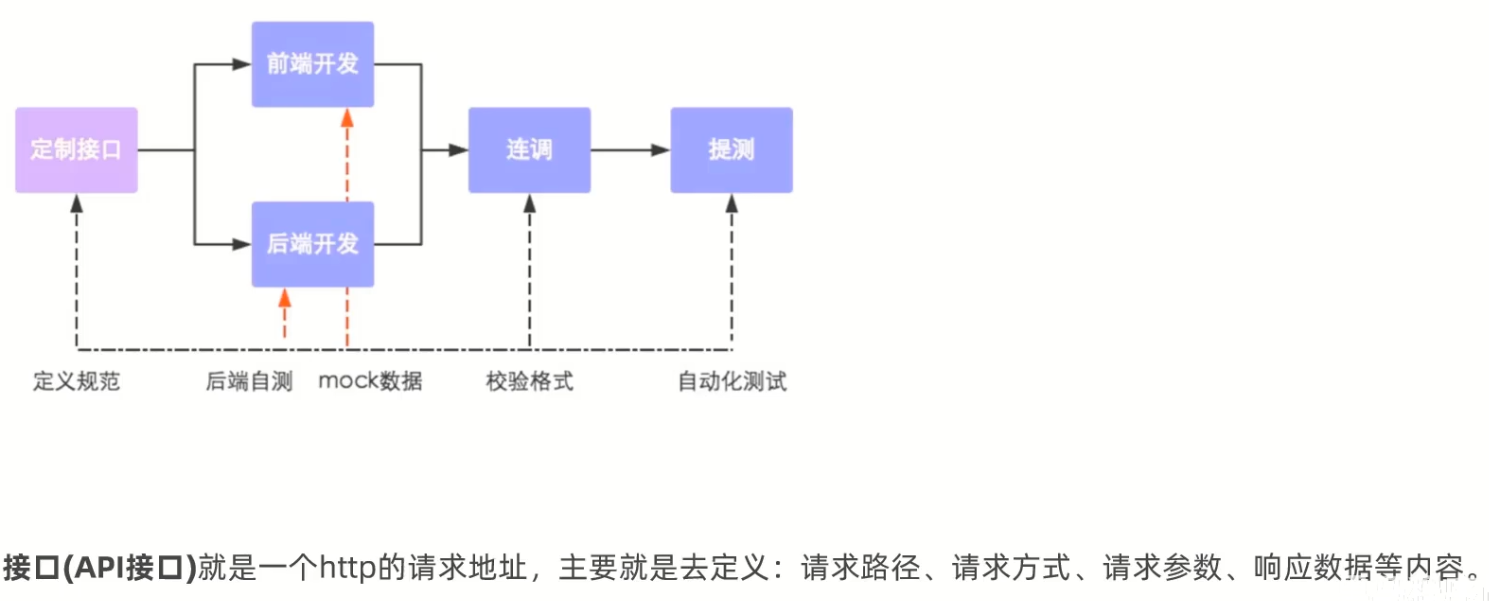 前端开发
定制接口
连调
提测
后端开发
定义规范
后端自测
mock数据
校验格式
自动化测试
接口(API接口)就是一个http的请求地址，主要就是去定义：请求路径、请求方式、请求参数、响应数据等内容。